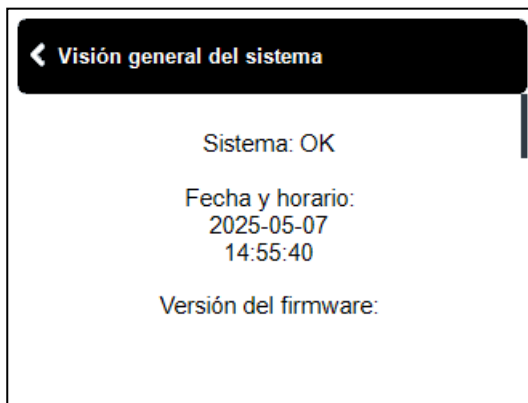 Visión general del sistema
Sistema: OK
Fecha y horario:
2025-05-07
14:55:40
Versión del firmware: